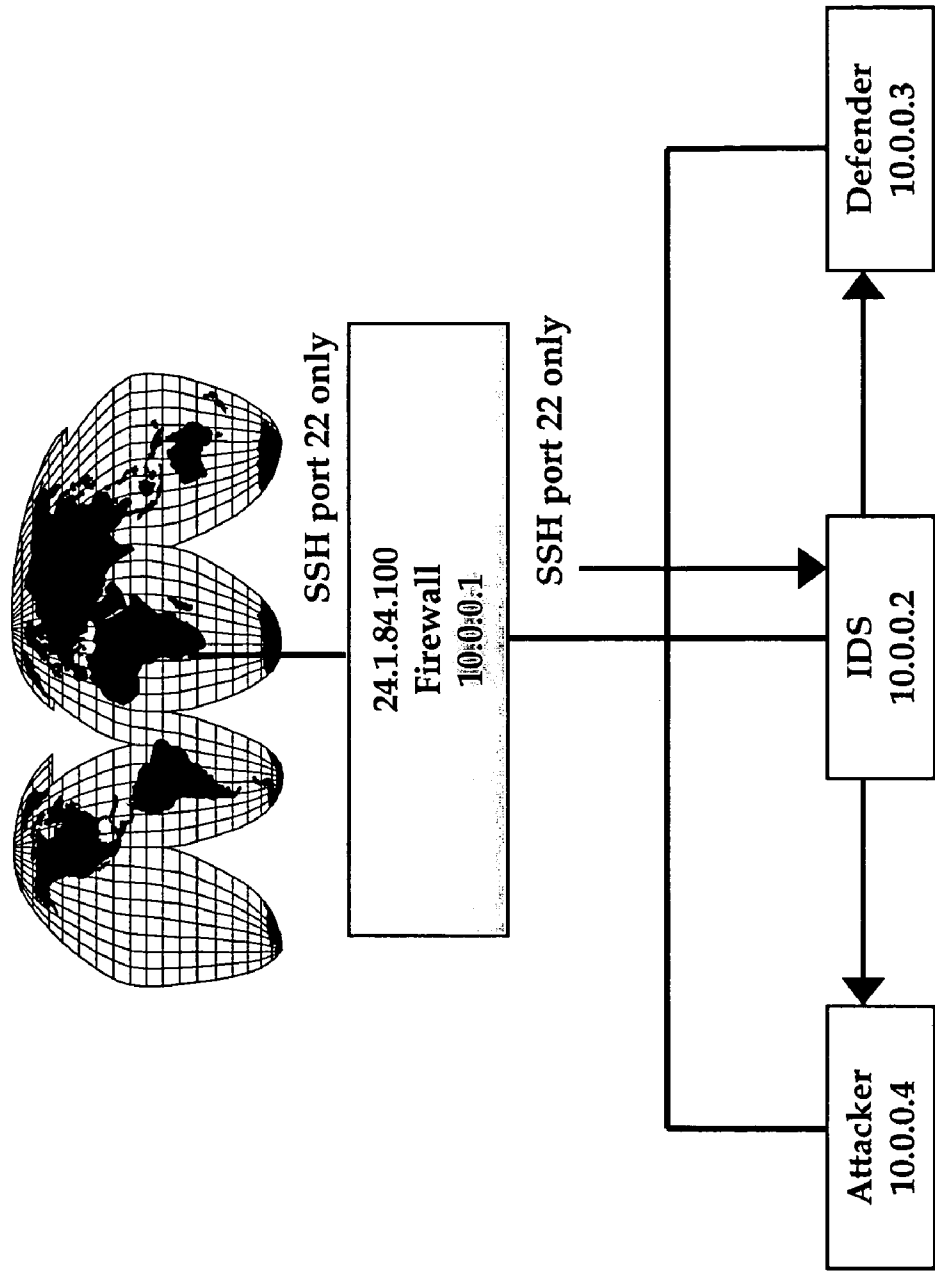 SSH port 22 only
24.1.84.100
Firewall
10.0.0.1
SSH port 22 only
Attacker
10.0.0.4
IDS
10.0.0.2
Defender
10.0.0.3